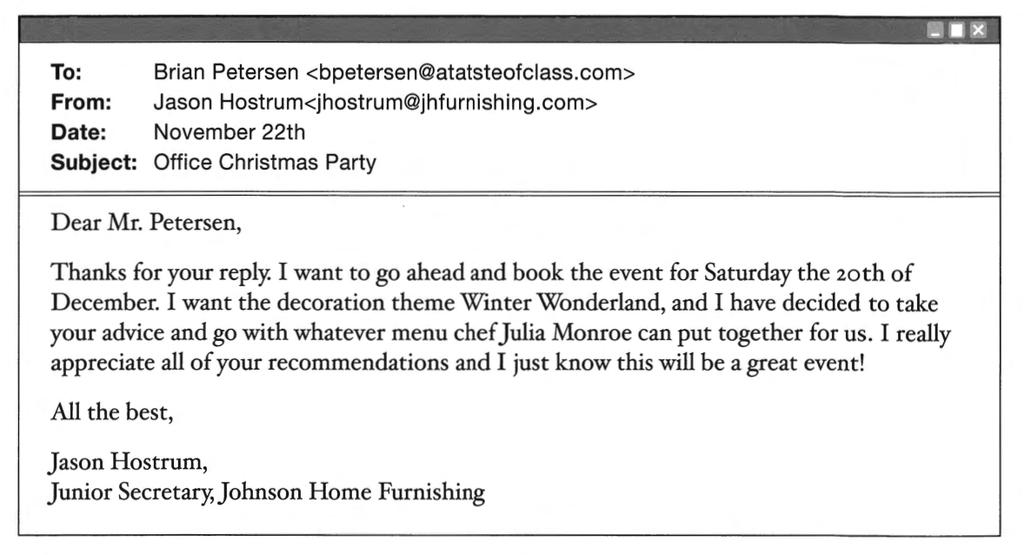 To: Brian Petersen <bpetersen@atatsteofclass.com>
From: Jason Hostrum<jhostrum@jhfurnishing.com>
Date: November 22th
Subject: Office Christmas Party
Dear Mr. Petersen,
Thanks for your reply. I want to go ahead and book the event for Saturday the 20th of
December. I want the decoration theme Winter Wonderland, and I have decided to take
your advice and go with whatever menu chef Julia Monroe can put together for us. I really
appreciate all of your recommendations and I just know this will be a great event!
All the best,
Jason Hostrum,
Junior Secretary, Johnson Home Furnishing